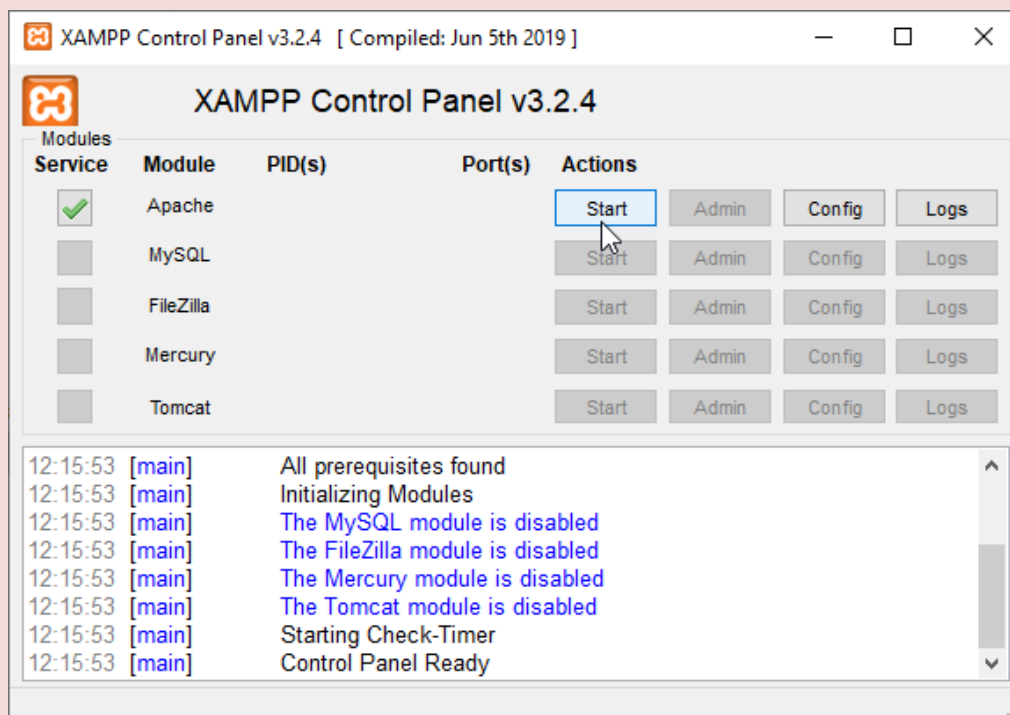 XAMPP Control Panel v3.2.4 [ Compiled: Jun 5th 2019 ]
XAMPP Control Panel v3.2.4
Modules
Service Module PID(s) Port(s) Actions
Apache Start Admin Config Logs
MySQL Start Admin Config Logs
FileZilla Start Admin Config Logs
Mercury Start Admin Config Logs
Tomcat Start Admin Config Logs
12:15:53 [main] All prerequisites found
12:15:53 [main] Initializing Modules
12:15:53 [main] The MySQL module is disabled
12:15:53 [main] The FileZilla module is disabled
12:15:53 [main] The Mercury module is disabled
12:15:53 [main] The Tomcat module is disabled
12:15:53 [main] Starting Check-Timer
12:15:53 [main] Control Panel Ready